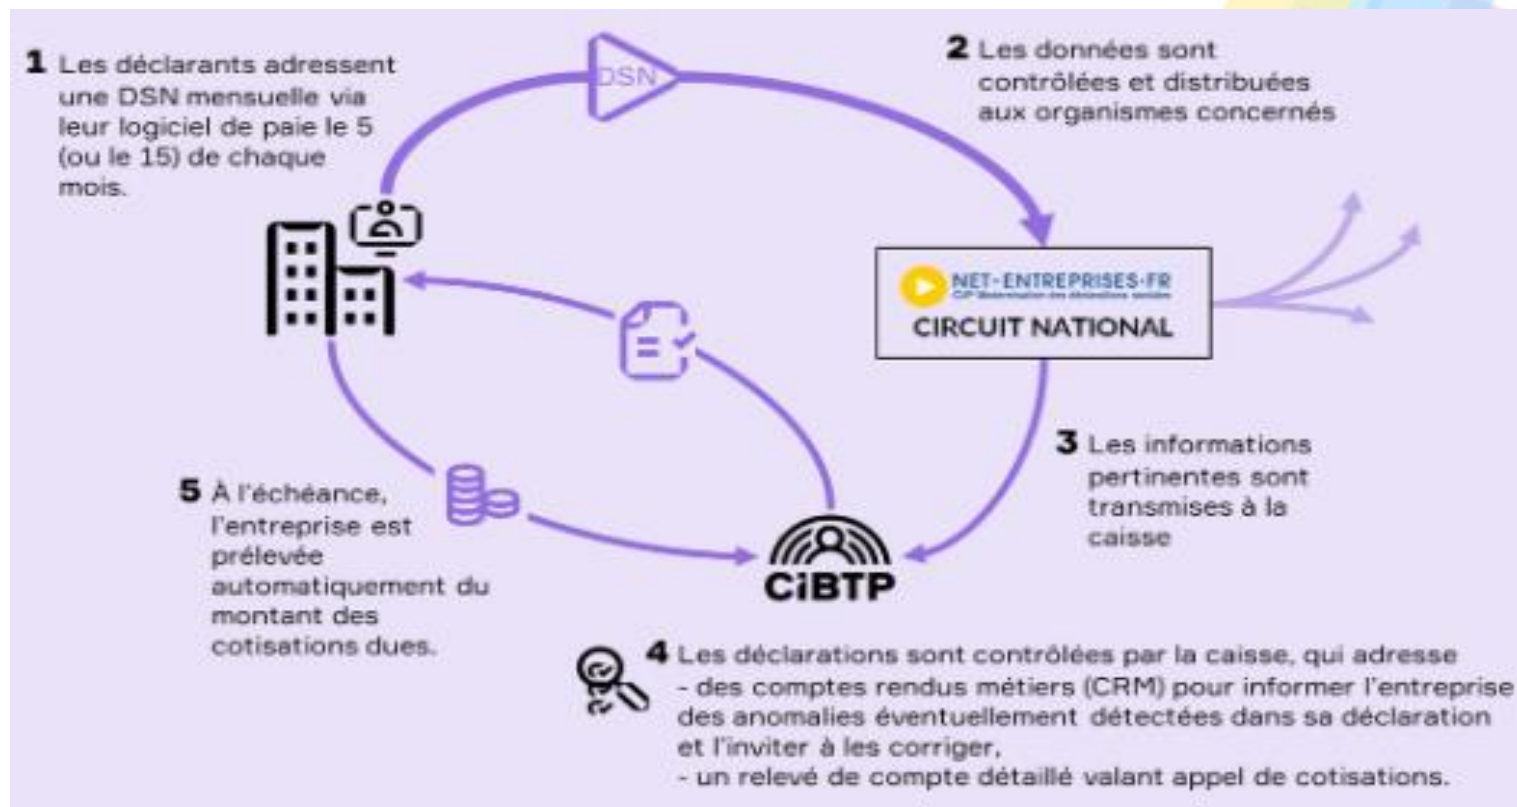 1 Les déclarants adressent
une DSN mensuelle via
leur logiciel de paie le 5
(ou le 15) de chaque
mois.
DSN
2 Les données sont
contrôlées et distribuées
aux organismes concernés
NET-ENTREPRISES.FR
des déclarations sociales
CIRCUIT NATIONAL
3 Les informations
pertinentes sont
transmises à la
caisse
CiBTP
4 Les déclarations sont contrôlées par la caisse, qui adresse
- des comptes rendus métiers (CRM) pour informer l'entreprise
des anomalies éventuellement détectées dans sa déclaration
et l'inviter à les corriger,
- un relevé de compte détaillé valant appel de cotisations.
5 À l'échéance,
l'entreprise est
prélevée
automatiquement du
montant des
cotisations dues.